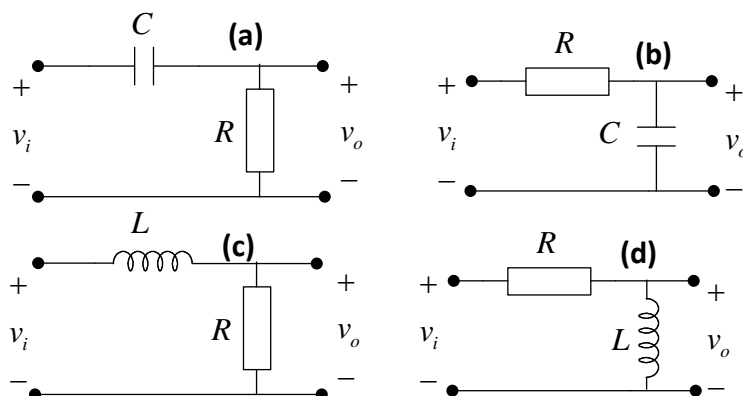 C (a)
+ +
v_i R v_o
− −
R (b)
+ +
v_i C v_o
− −
L (c)
+ +
v_i R v_o
− −
R (d)
+ +
v_i L v_o
− −